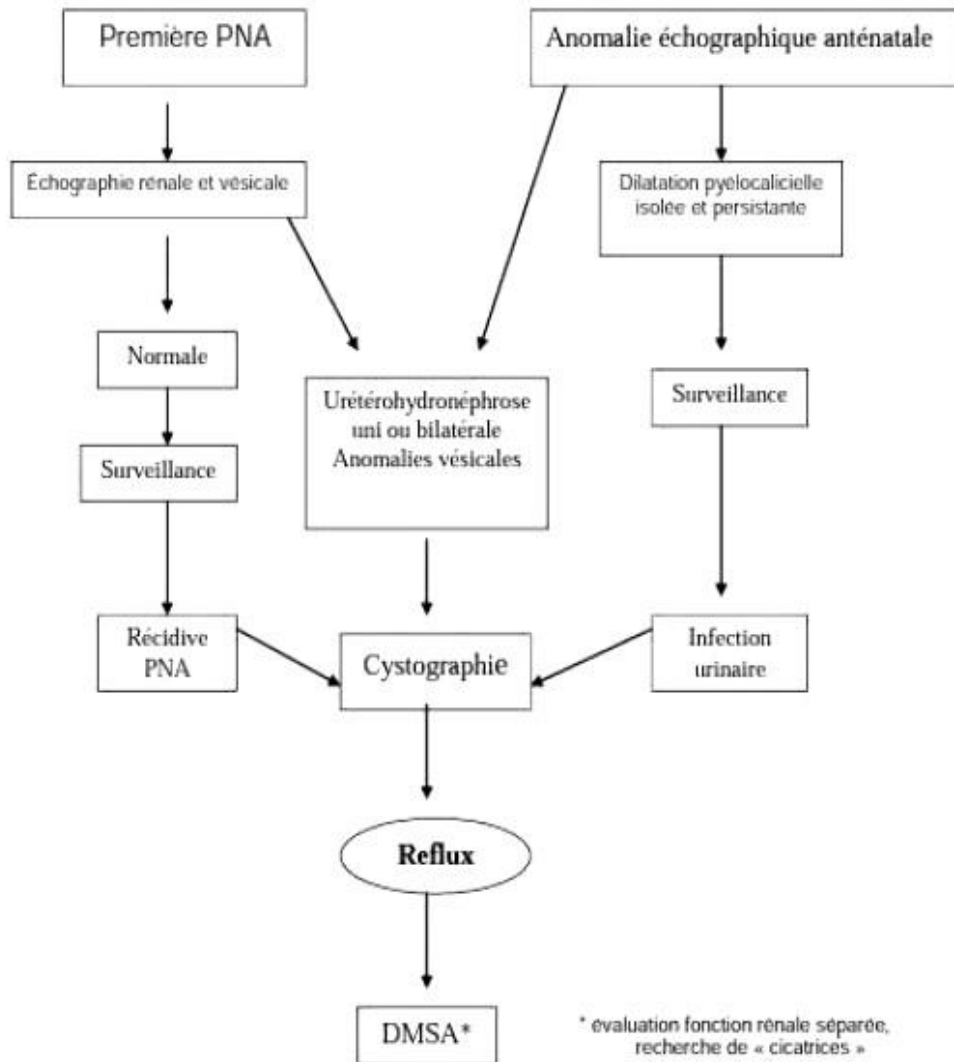 Première PNA
Anomalie échographique anténatale
Échographie rénale et vésicale
Dilatation pyélocalicielle
isolée et persistante
Normale
Urétérohydronéphrose
uni ou bilatérale
Anomalies vésicales
Surveillance
Surveillance
Récidive
PNA
Cystographie
Infection
urinaire
Reflux
DMSA*
* évaluation fonction rénale séparée,
recherche de « cicatrices »